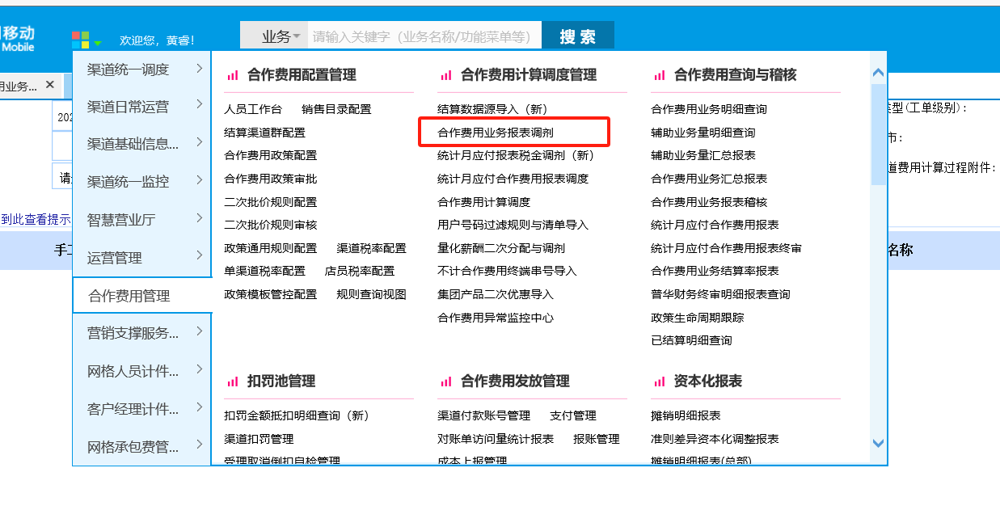 移动
Mobile
欢迎您，黄睿！
业务
请输入关键字（业务名称/功能菜单等）
搜 索
业务...
渠道统一调度
渠道日常运营
渠道基础信息...
渠道统一监控
智慧营业厅
运营管理
合作费用管理
营销支撑服务...
网格人员计件...
客户经理计件...
网格承包费管...
合作费用配置管理
人员工作台 销售目录配置
结算渠道群配置
合作费用政策配置
合作费用政策审批
二次批价规则配置
二次批价规则审核
政策通用规则配置 渠道税率配置
单渠道税率配置 店员税率配置
政策模板管控配置 规则查询视图
合作费用计算调度管理
结算数据源导入（新）
合作费用业务报表调剂
统计月应付报表税金调剂（新）
统计月应付合作费用报表调度
合作费用计算调度
用户号码过滤规则与清单导入
量化薪酬二次分配与调剂
不计合作费用终端串号导入
集团产品二次优惠导入
合作费用异常监控中心
合作费用查询与稽核
合作费用业务明细查询
辅助业务量明细查询
辅助业务量汇总报表
合作费用业务汇总报表
合作费用业务报表稽核
统计月应付合作费用报表
统计月应付合作费用报表终审
合作费用业务结算率报表
普华财务终审明细报表查询
政策生命周期跟踪
已结算明细查询
扣罚池管理
扣罚金额抵扣明细查询（新）
渠道扣罚管理
受理取消倒扣自检管理
合作费用发放管理
渠道付款账号管理 支付管理
对账单访问量统计报表 报账管理
成本上报管理
资本化报表
摊销明细报表
准则差异资本化调整报表
摊销明细报表(总部)
202
请
到此查看提示
手工
类型(工单级别):
市:
道费用计算过程附件:
名称